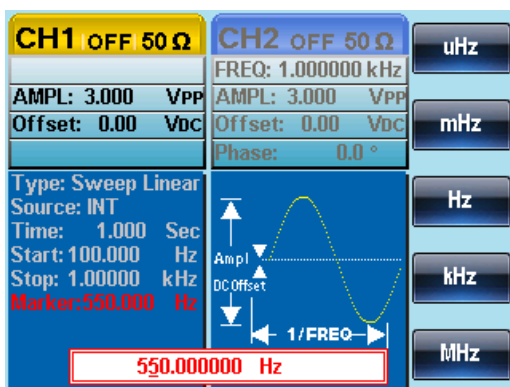 CH1 OFF 50 Ω
AMPL: 3.000 VPP
Offset: 0.00 VDC
CH2 OFF 50 Ω
FREQ: 1.000000 kHz
AMPL: 3.000 VPP
Offset: 0.00 VDC
Phase: 0.0 °
Type: Sweep Linear
Source: INT
Time: 1.000 Sec
Start: 100.000 Hz
Stop: 1.00000 kHz
Marker: 550.000 Hz
Ampl
DC Offset
1/FREQ
550.000000 Hz
uHz
mHz
Hz
kHz
MHz